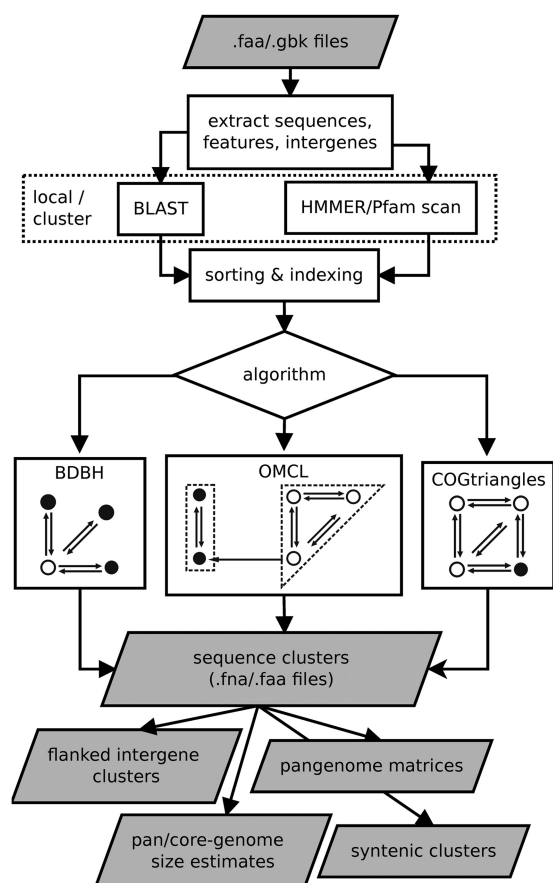 .faa/.gbk files
extract sequences,
features, intergenes
local /
cluster
BLAST
HMMER/Pfam scan
sorting & indexing
algorithm
BDBH
OMCL
COGtriangles
sequence clusters
(.fna/.faa files)
flanked intergene
clusters
pangenome matrices
pan/core-genome
size estimates
syntenic clusters